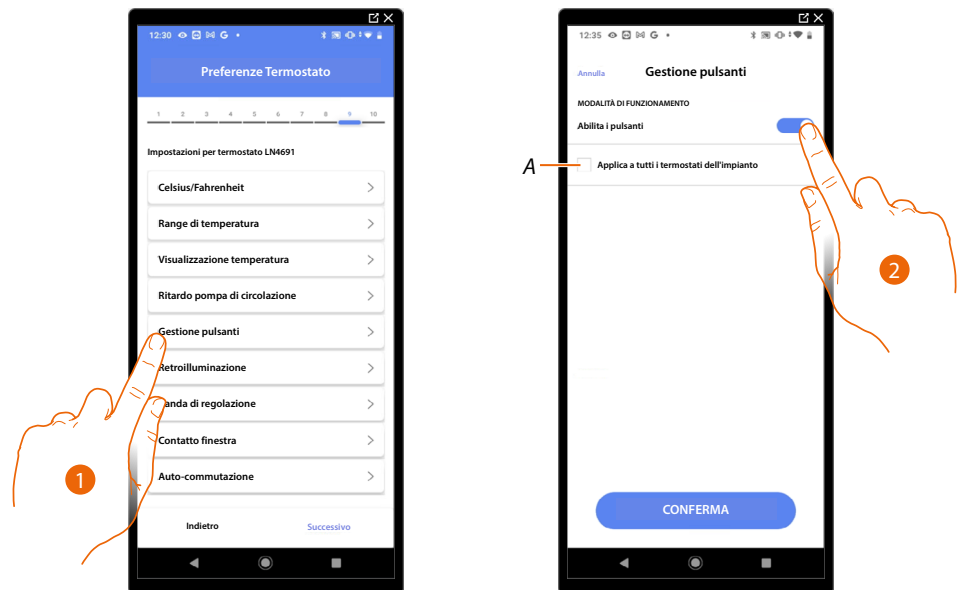 12:30
Preferenze Termostato
1 2 3 4 5 6 7 8 9 10
Impostazioni per termostato LN4691
Celsius/Fahrenheit
Range di temperatura
Visualizzazione temperatura
Ritardo pompa di circolazione
Gestione pulsanti
Retroilluminazione
anda di regolazione
Contatto finestra
Auto-commutazione
Indietro Successivo
1
12:35
Annulla Gestione pulsanti
MODALITÀ DI FUNZIONAMENTO
Abilita i pulsanti
A
Applica a tutti i termostati dell'impianto
2
CONFERMA